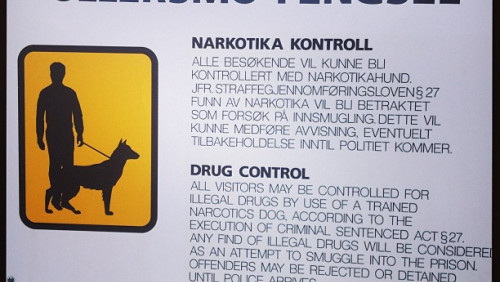 NARKOTIKA KONTROLL
ALLE BESØKENDE VIL KUNNE BLI
KONTROLLERT MED NARKOTIKAHUND.
JFR. STRAFFEGJENNOMFØRINGSLOVEN § 27
FUNN AV NARKOTIKA VIL BLI BETRAKTET
SOM FORSØK PÅ INNSMUGLING. DETTE VIL
KUNNE MEDFØRE AVVISNING, EVENTUELT
TILBAKEHOLDELSE INNTIL POLITIET KOMMER.
DRUG CONTROL
ALL VISITORS MAY BE CONTROLLED FOR
ILLEGAL DRUGS BY USE OF A TRAINED
NARCOTICS DOG, ACCORDING TO THE
EXECUTION OF CRIMINAL SENTENCED ACT § 27.
ANY FIND OF ILLEGAL DRUGS WILL BE CONSIDERE
AS AN ATTEMPT TO SMUGGLE INTO THE PRISON.
OFFENDERS MAY BE REJECTED OR DETAINED
UNTIL POLICE ARRIVES